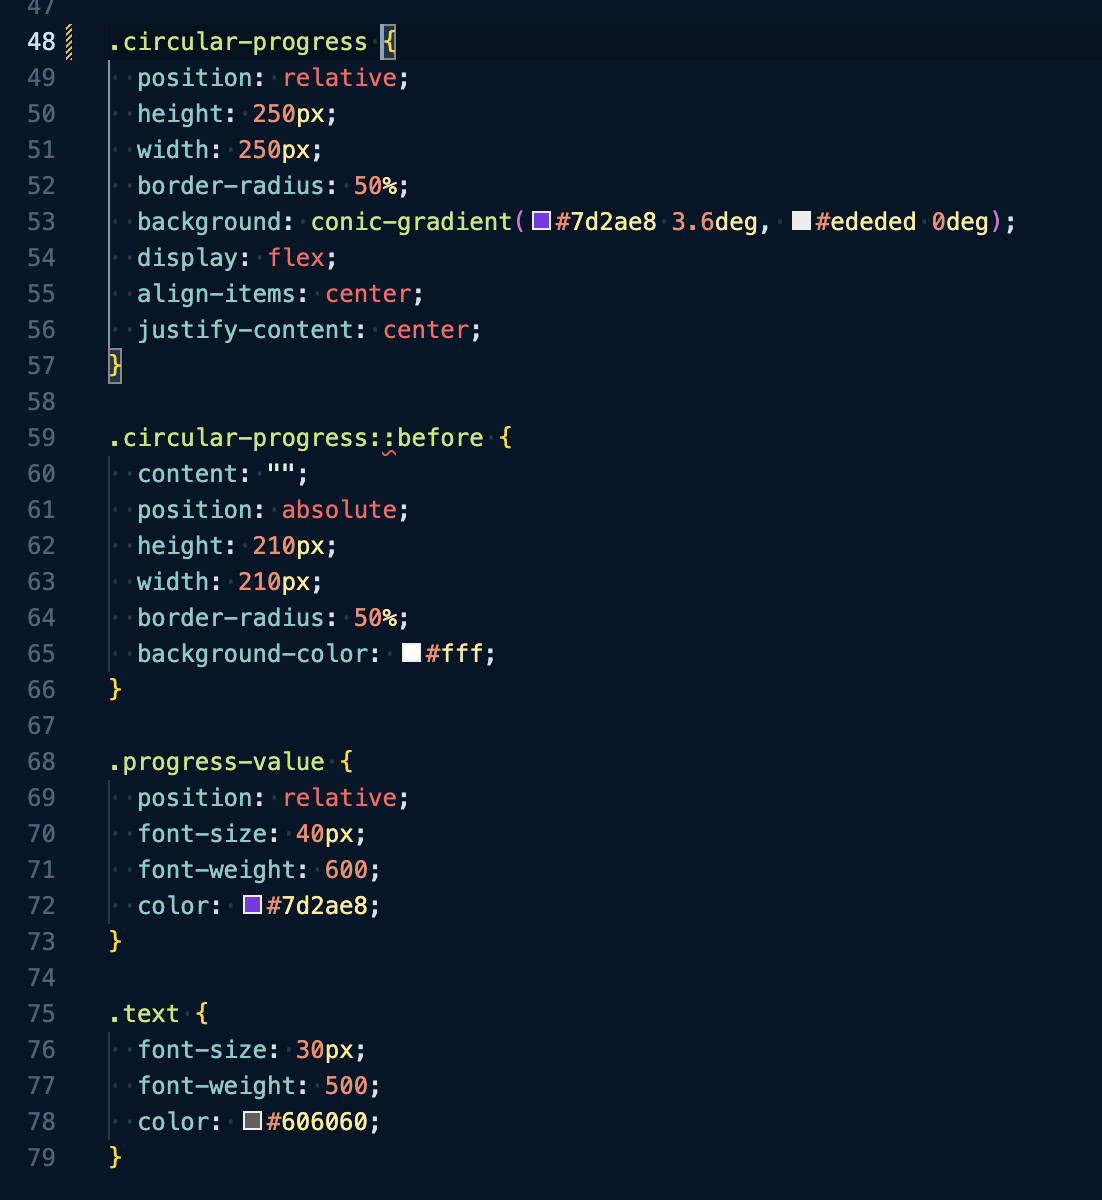 47
48 .circular-progress {
49 position: relative;
50 height: 250px;
51 width: 250px;
52 border-radius: 50%;
53 background: conic-gradient(#7d2ae8 3.6deg, #ededed 0deg);
54 display: flex;
55 align-items: center;
56 justify-content: center;
57 }
58
59 .circular-progress::before {
60 content: "";
61 position: absolute;
62 height: 210px;
63 width: 210px;
64 border-radius: 50%;
65 background-color: #fff;
66 }
67
68 .progress-value {
69 position: relative;
70 font-size: 40px;
71 font-weight: 600;
72 color: #7d2ae8;
73 }
74
75 .text {
76 font-size: 30px;
77 font-weight: 500;
78 color: #606060;
79 }